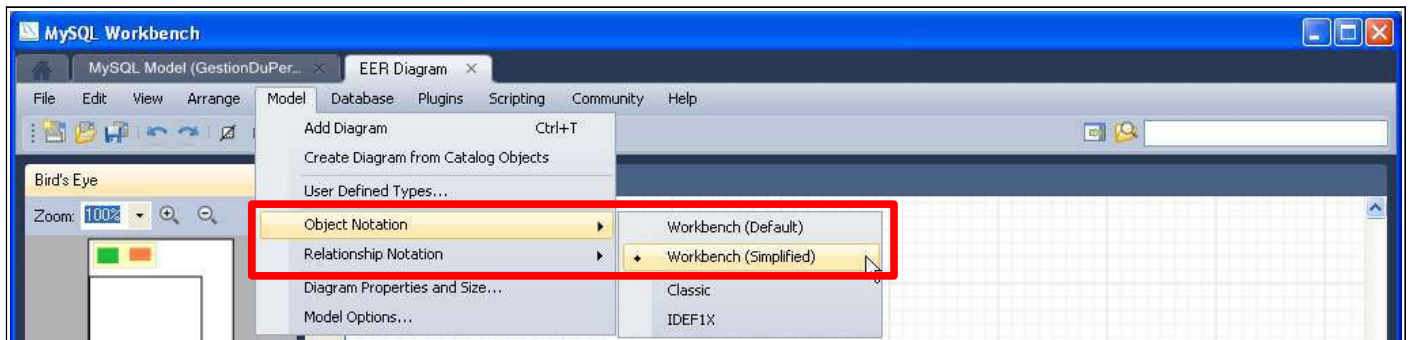 MySQL Workbench
MySQL Model (GestionDuPer... EER Diagram
File Edit View Arrange Model Database Plugins Scripting Community Help
Add Diagram Ctrl+T
Create Diagram from Catalog Objects
Bird's Eye
User Defined Types...
Zoom: 100%
Object Notation Workbench (Default)
Relationship Notation Workbench (Simplified)
Diagram Properties and Size... Classic
Model Options... IDEF1X